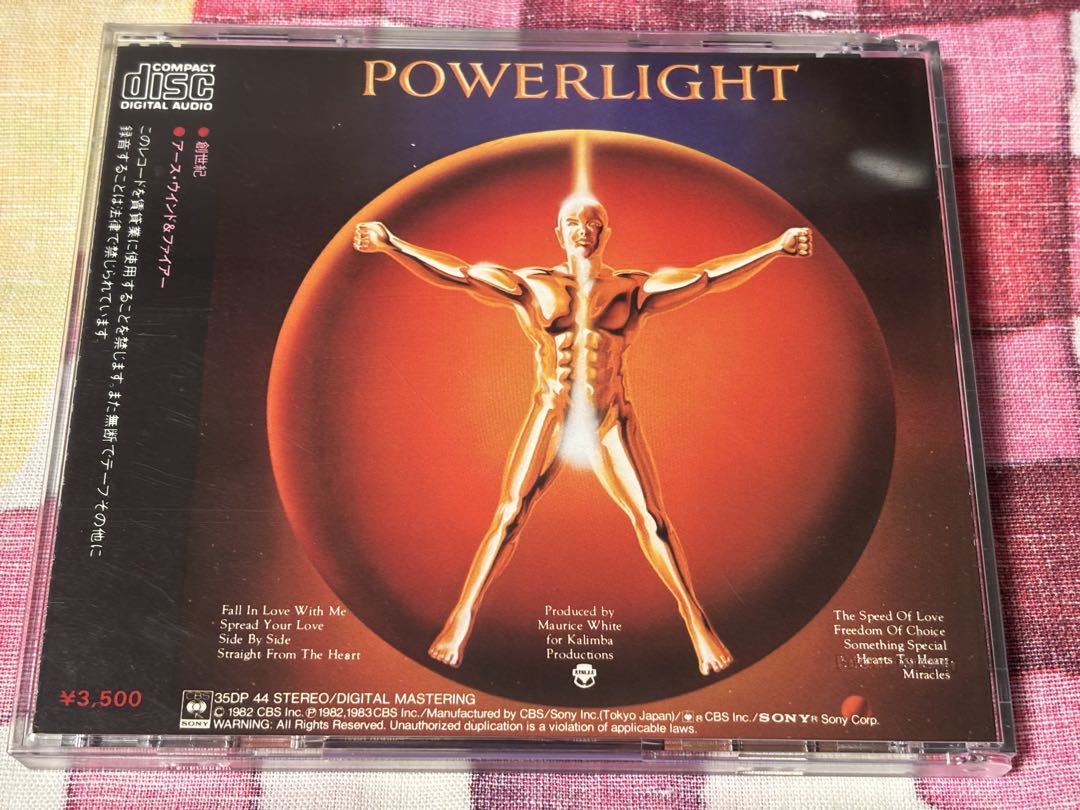 COMPACT
disc
DIGITAL AUDIO
POWERLIGHT
●創世紀
●アース・ウインド&ファイアー
このレコードを賃貸業に使用することを禁じます。また無断でテープその他に
録音することは法律で禁じられています。
Fall In Love With Me
Spread Your Love
Side By Side
Straight From The Heart
Produced by
Maurice White
for Kalimba
Productions
The Speed Of Love
Freedom Of Choice
Something Special
Hearts To Heart
Miracles
¥3,500
CBS
SONY
35DP 44 STEREO/DIGITAL MASTERING
© 1982 CBS Inc. ℗ 1982,1983 CBS Inc./Manufactured by CBS/Sony Inc.(Tokyo Japan)/ ® CBS Inc./SONY® Sony Corp.
WARNING: All Rights Reserved. Unauthorized duplication is a violation of applicable laws.